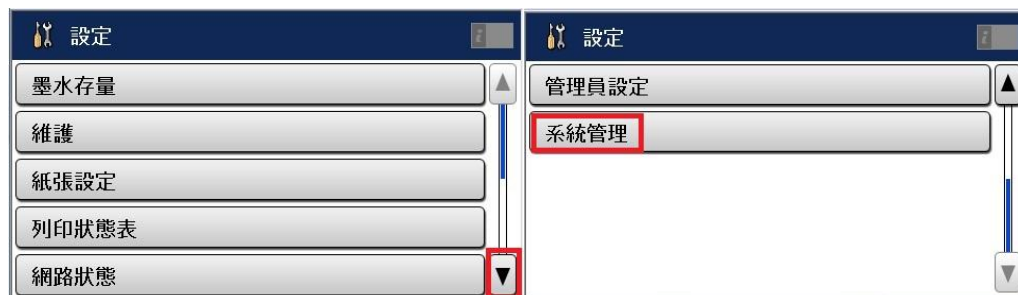 設定
墨水存量
維護
紙張設定
列印狀態表
網路狀態
設定
管理員設定
系統管理